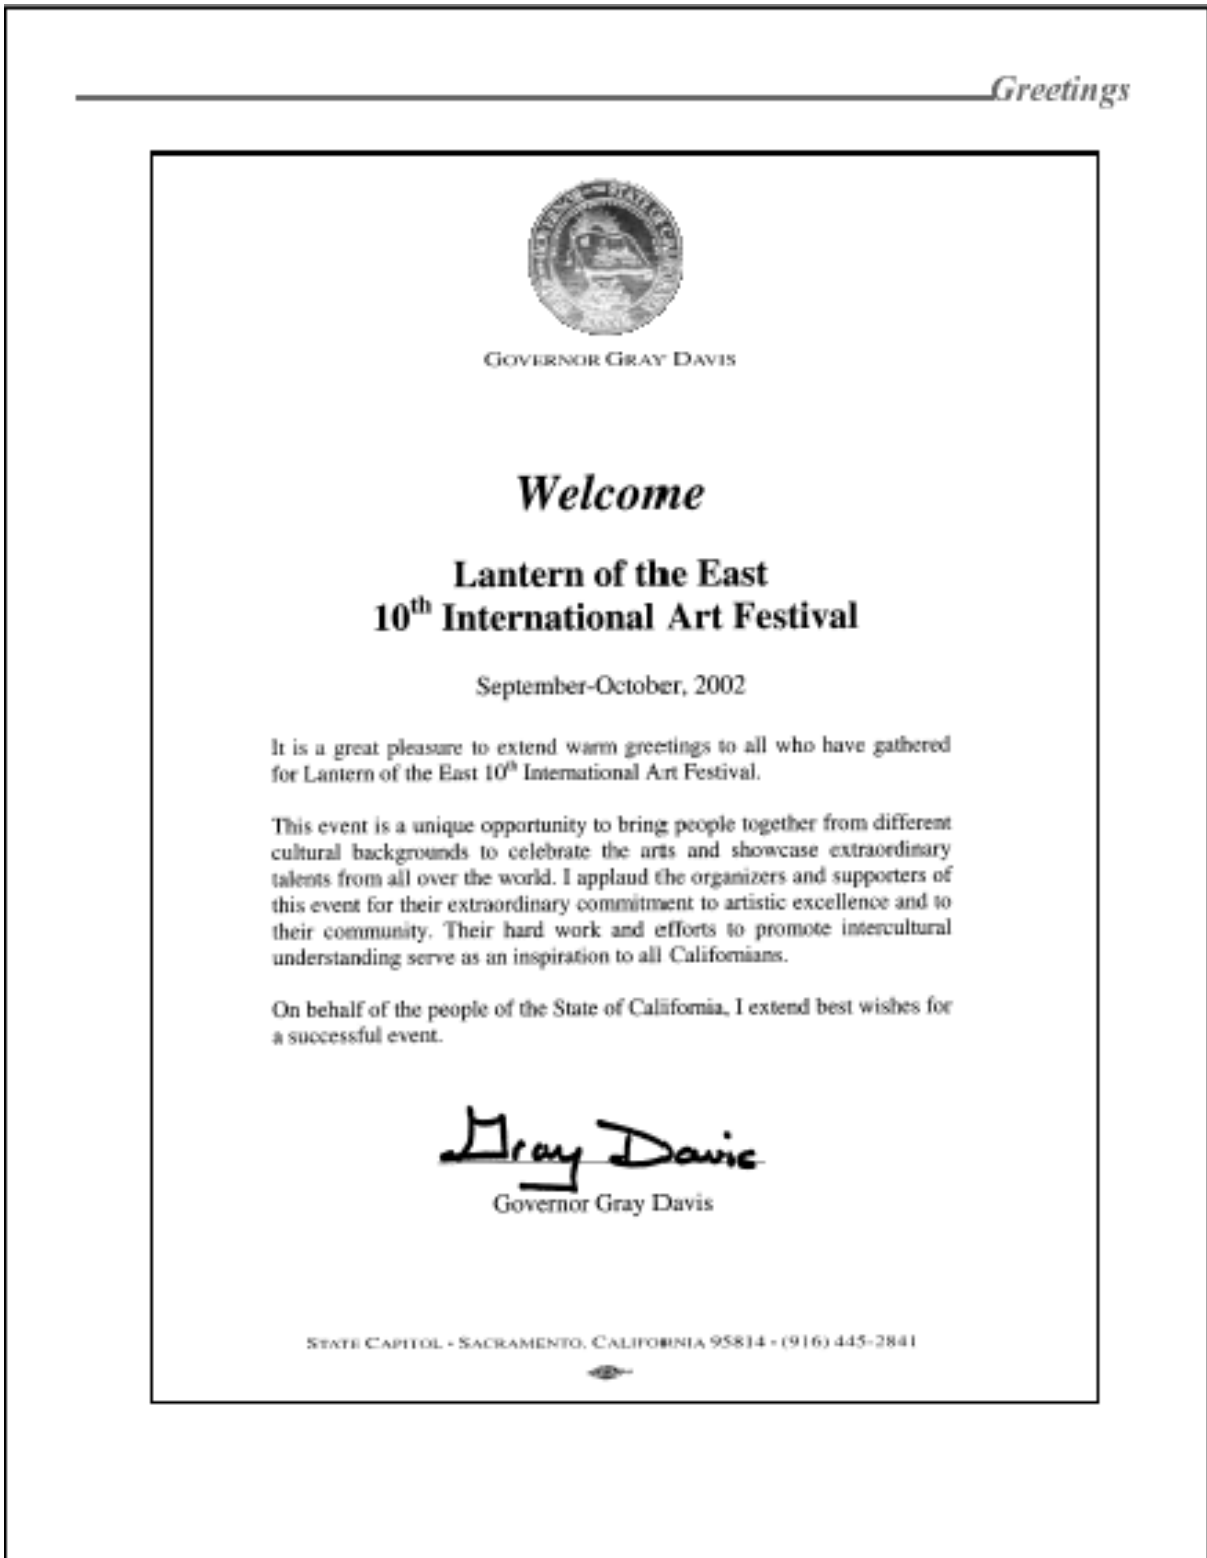 Greetings
GOVERNOR GRAY DAVIS
Welcome
Lantern of the East
10th International Art Festival
September-October, 2002
It is a great pleasure to extend warm greetings to all who have gathered
for Lantern of the East 10th International Art Festival.
This event is a unique opportunity to bring people together from different
cultural backgrounds to celebrate the arts and showcase extraordinary
talents from all over the world. I applaud the organizers and supporters of
this event for their extraordinary commitment to artistic excellence and to
their community. Their hard work and efforts to promote intercultural
understanding serve as an inspiration to all Californians.
On behalf of the people of the State of California, I extend best wishes for
a successful event.
Gray Davis
Governor Gray Davis
STATE CAPITOL - SACRAMENTO, CALIFORNIA 95814 - (916) 445-2841